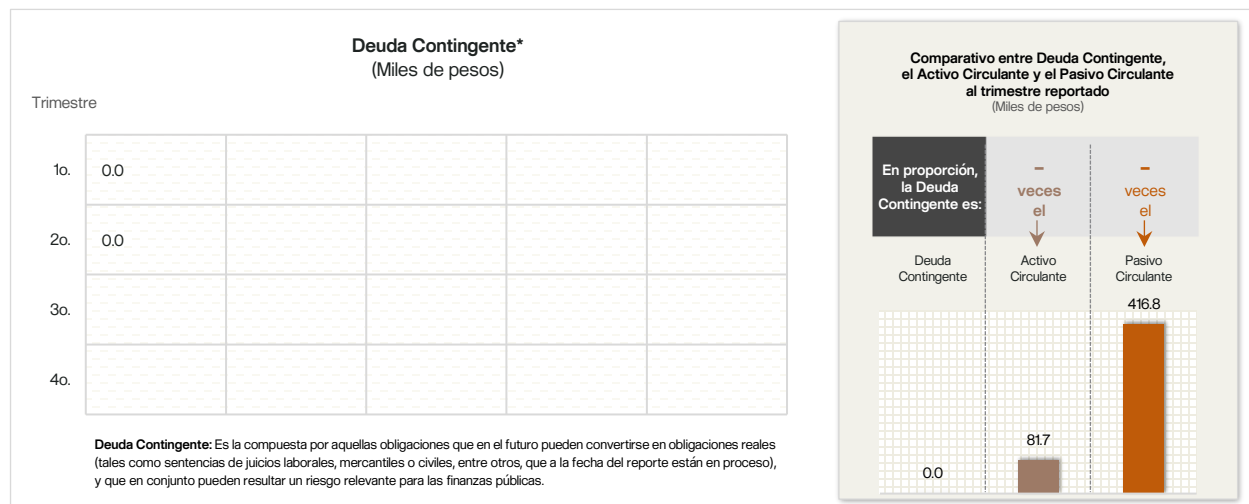 Deuda Contingente*
(Miles de pesos)
Trimestre
1o. 0.0
2o. 0.0
3o.
4o.
Deuda Contingente: Es la compuesta por aquellas obligaciones que en el futuro pueden convertirse en obligaciones reales
(tales como sentencias de juicios laborales, mercantiles o civiles, entre otros, que a la fecha del reporte están en proceso),
y que en conjunto pueden resultar un riesgo relevante para las finanzas públicas.
Comparativo entre Deuda Contingente,
el Activo Circulante y el Pasivo Circulante
al trimestre reportado
(Miles de pesos)
En proporción,
la Deuda
Contingente es:
–
veces
el
–
veces
el
Deuda
Contingente
Activo
Circulante
Pasivo
Circulante
0.0
81.7
416.8